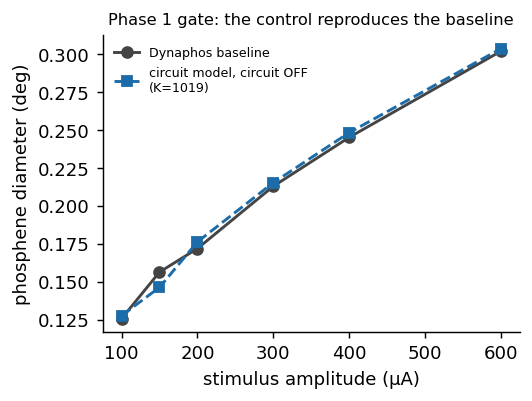 Phase 1 gate: the control reproduces the baseline
Dynaphos baseline
circuit model, circuit OFF
(K=1019)
phosphene diameter (deg)
0.300
0.275
0.250
0.225
0.200
0.175
0.150
0.125
100 200 300 400 500 600
stimulus amplitude (µA)